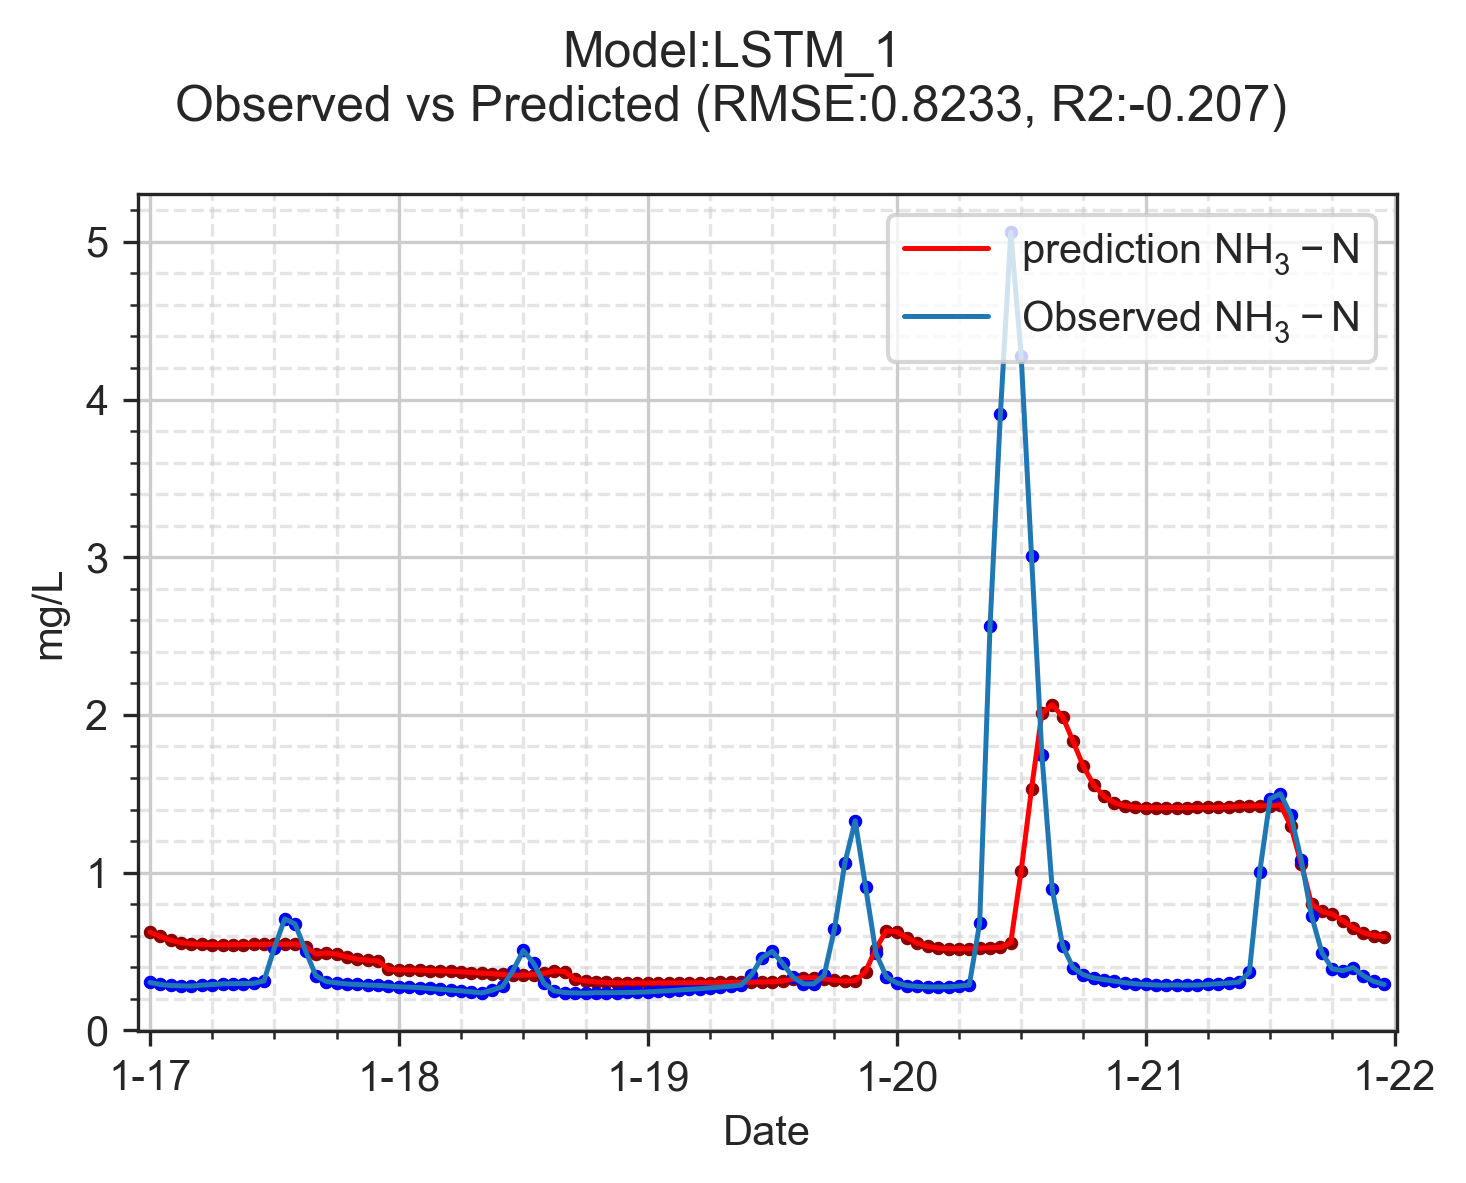 Model:LSTM_1
Observed vs Predicted (RMSE:0.8233, R2:-0.207)
prediction NH₃ − N
Observed NH₃ − N
mg/L
5
4
3
2
1
0
1-17 1-18 1-19 1-20 1-21 1-22
Date